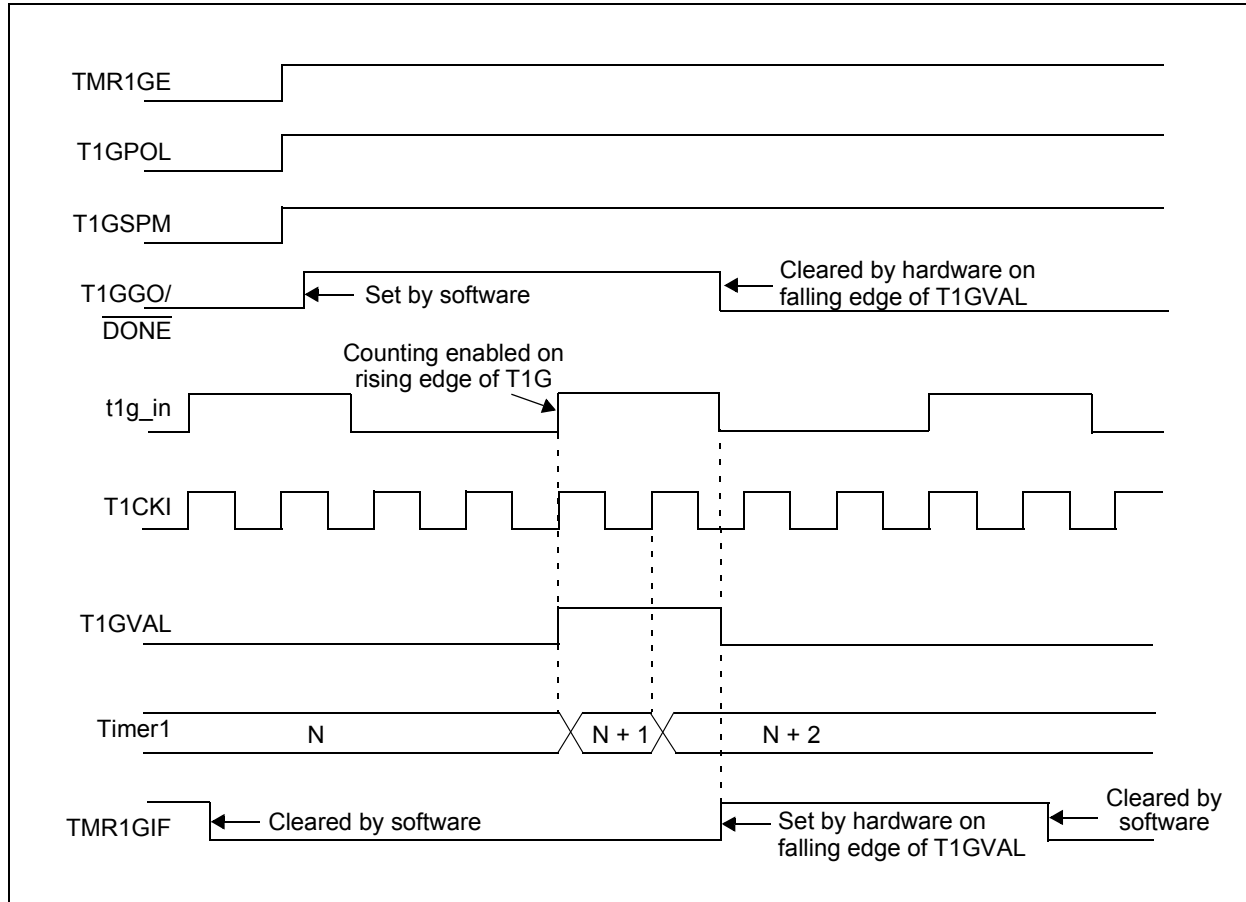 TMR1GE
T1GPOL
T1GSPM
T1GGO/
DONE
Set by software
Cleared by hardware on
falling edge of T1GVAL
Counting enabled on
rising edge of T1G
t1g_in
T1CKI
T1GVAL
Timer1
N
N + 1
N + 2
TMR1GIF
Cleared by software
Set by hardware on
falling edge of T1GVAL
Cleared by
software